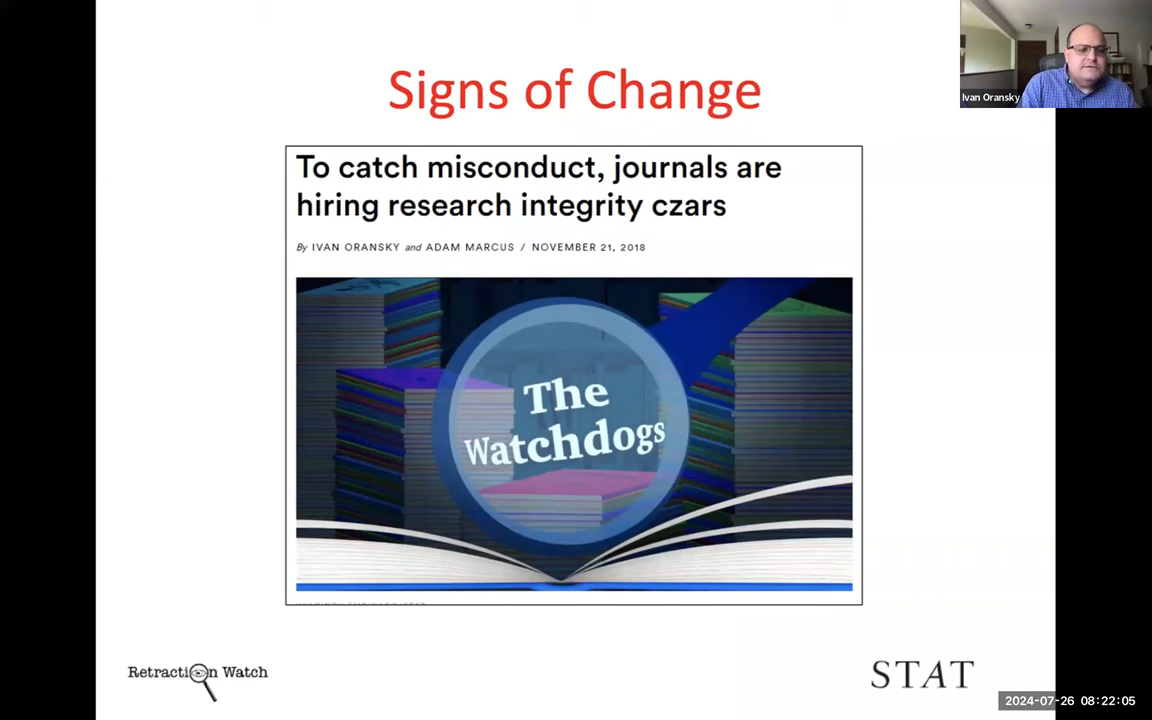 Signs of Change
Ivan Oransky
To catch misconduct, journals are
hiring research integrity czars
By IVAN ORANSKY and ADAM MARCUS / NOVEMBER 21, 2018
The
Watchdogs
Retraction Watch
STAT
2024-07-26 08:22:05